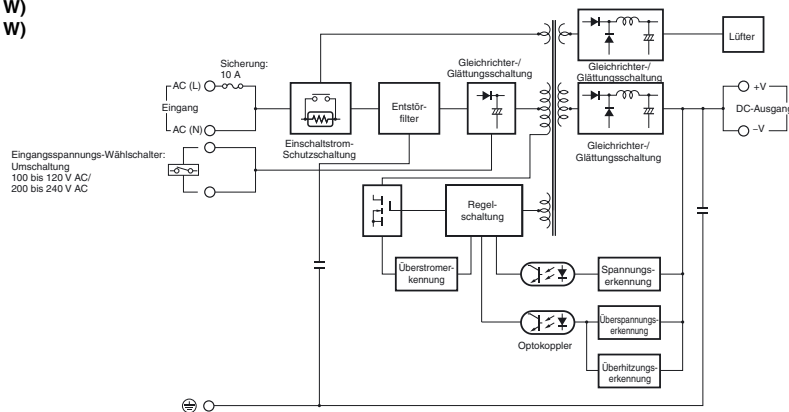 W)
W)
Sicherung:
10 A
AC (L)
Eingang
AC (N)
Einschaltstrom-
Schutzschaltung
Entstör-
filter
Gleichrichter-/
Glättungsschaltung
Gleichrichter-/
Glättungsschaltung
Lüfter
+V
DC-Ausgang
–V
Gleichrichter-/
Glättungsschaltung
Eingangsspannungs-Wählschalter:
Umschaltung
100 bis 120 V AC/
200 bis 240 V AC
Regel-
schaltung
Überstromer-
kennung
Spannungs-
erkennung
Überspannungs-
erkennung
Optokoppler
Überhitzungs-
erkennung